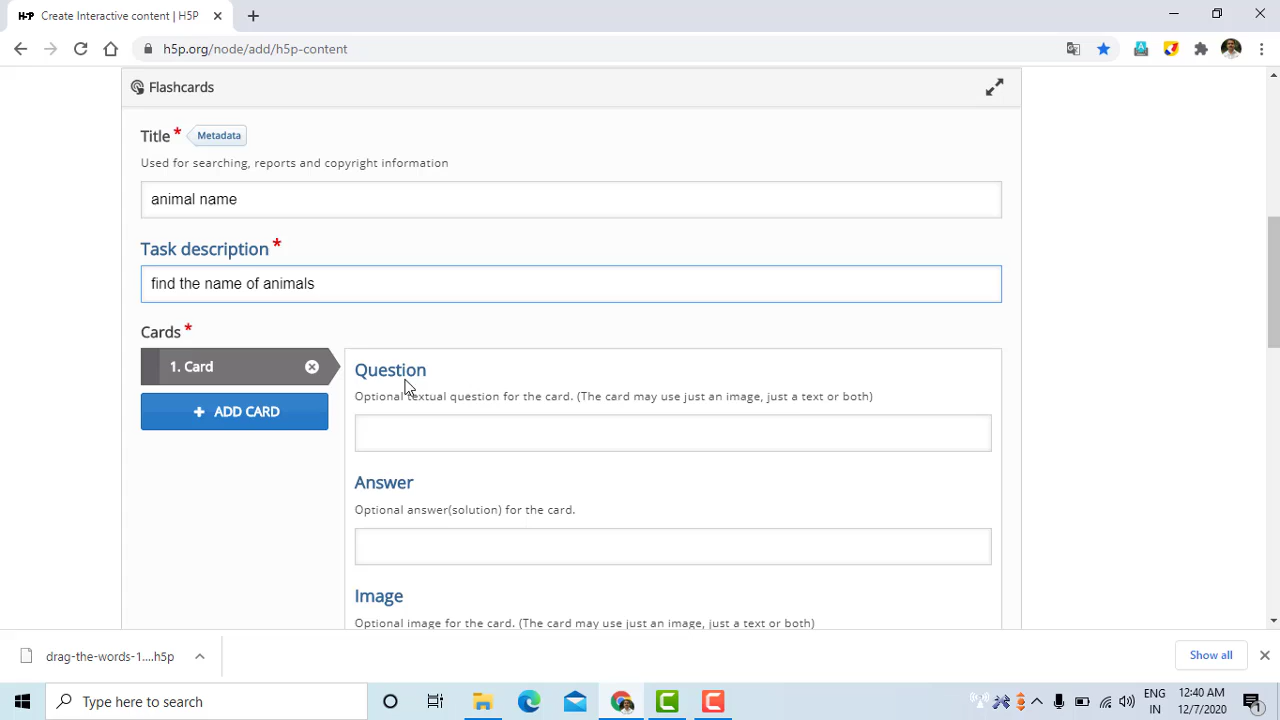 H-P Create Interactive content | H5P
h5p.org/node/add/h5p-content
Flashcards
Title * Metadata
Used for searching, reports and copyright information
animal name
Task description *
find the name of animals
Cards *
1. Card
+ ADD CARD
Question
Optional textual question for the card. (The card may use just an image, just a text or both)
Answer
Optional answer(solution) for the card.
Image
Optional image for the card. (The card may use just an image, just a text or both)
drag-the-words-1....h5p
Show all
Type here to search
ENG
IN
12:40 AM
12/7/2020
1